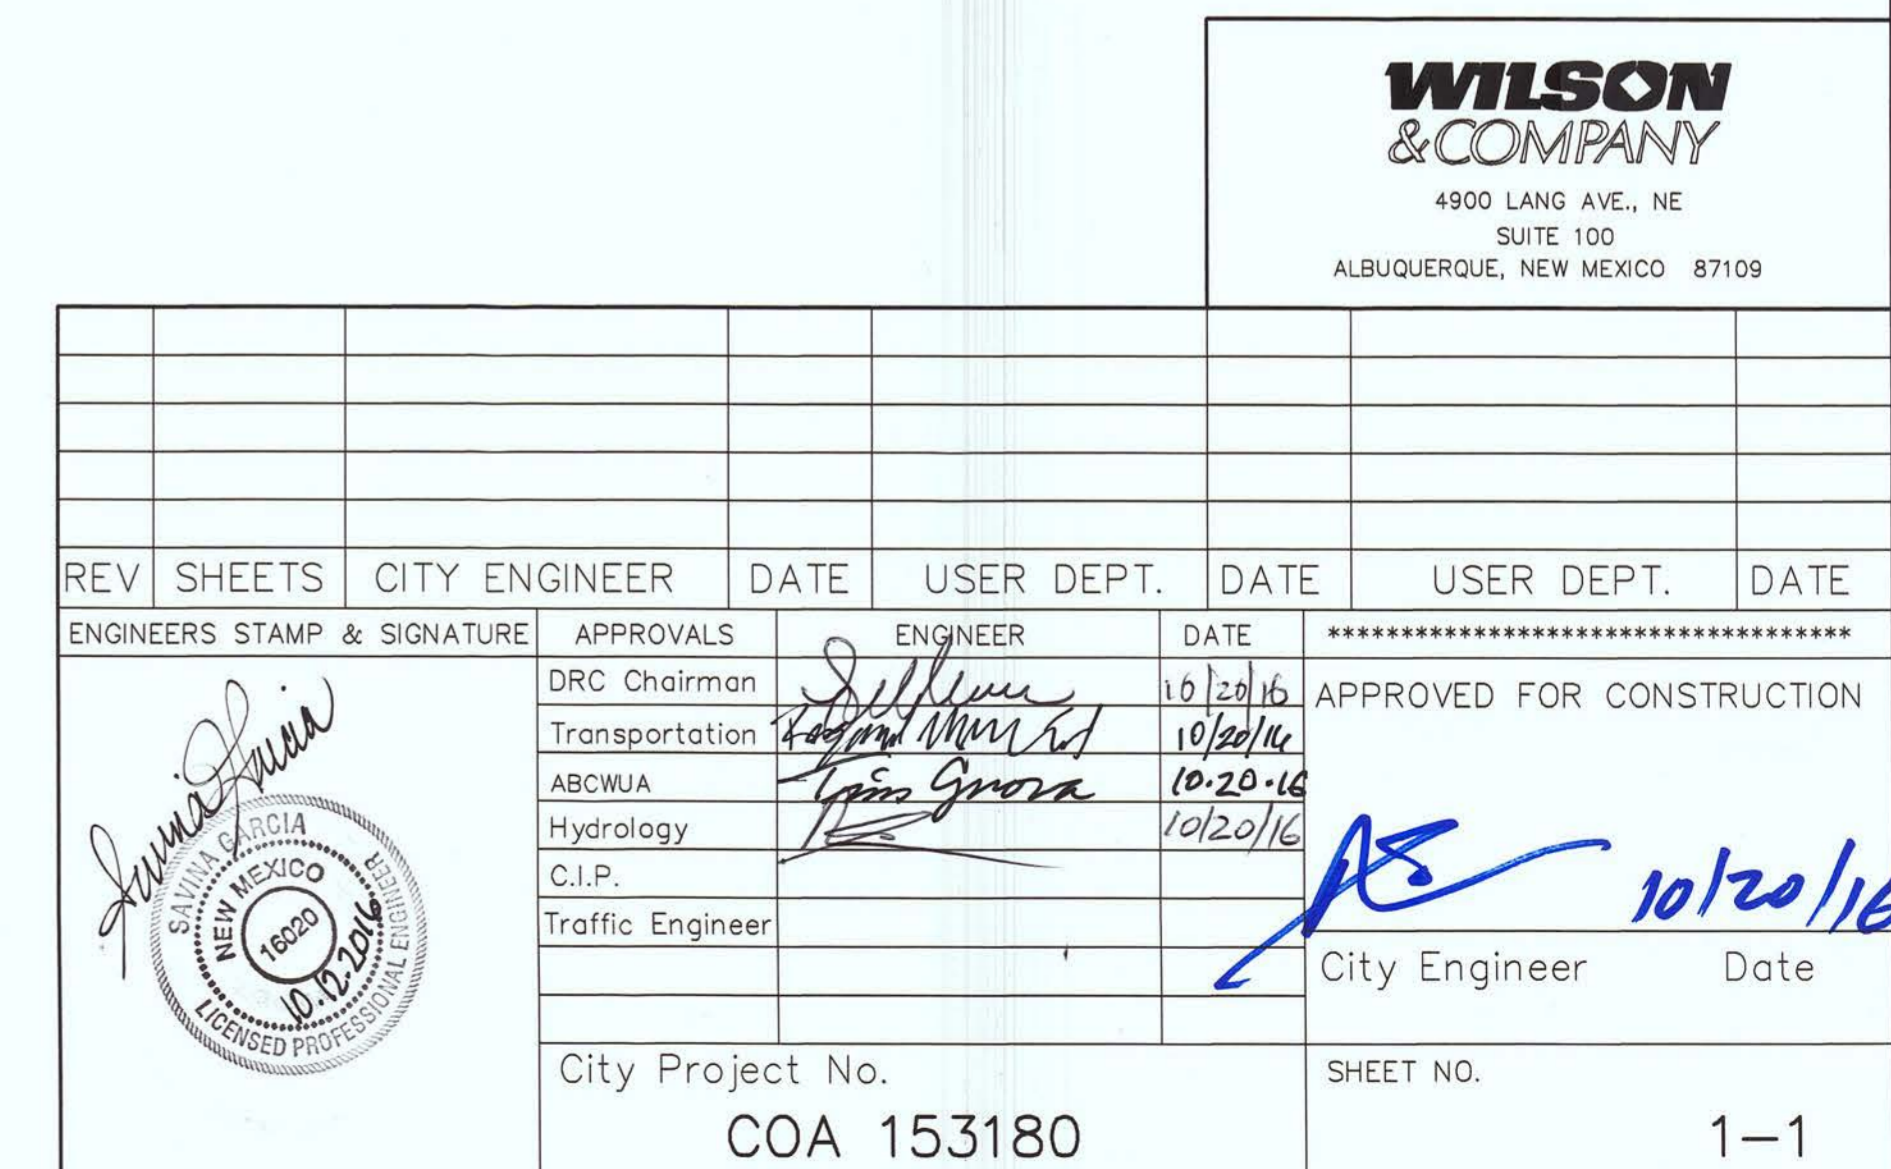 WILSON
&COMPANY
4900 LANG AVE., NE
SUITE 100
ALBUQUERQUE, NEW MEXICO 87109
REV SHEETS CITY ENGINEER DATE USER DEPT. DATE USER DEPT. DATE
ENGINEERS STAMP & SIGNATURE APPROVALS ENGINEER DATE ************************************
DRC Chairman 10/20/16
APPROVED FOR CONSTRUCTION
Transportation 10/20/16
ABCWUA 10.20.16
Hydrology 10/20/16
C.I.P.
Traffic Engineer
10/20/16
City Engineer Date
Savina Garcia
SAVINA GARCIA
NEW MEXICO
16020
10.12.2016
LICENSED PROFESSIONAL ENGINEER
City Project No.
COA 153180
SHEET NO.
1-1